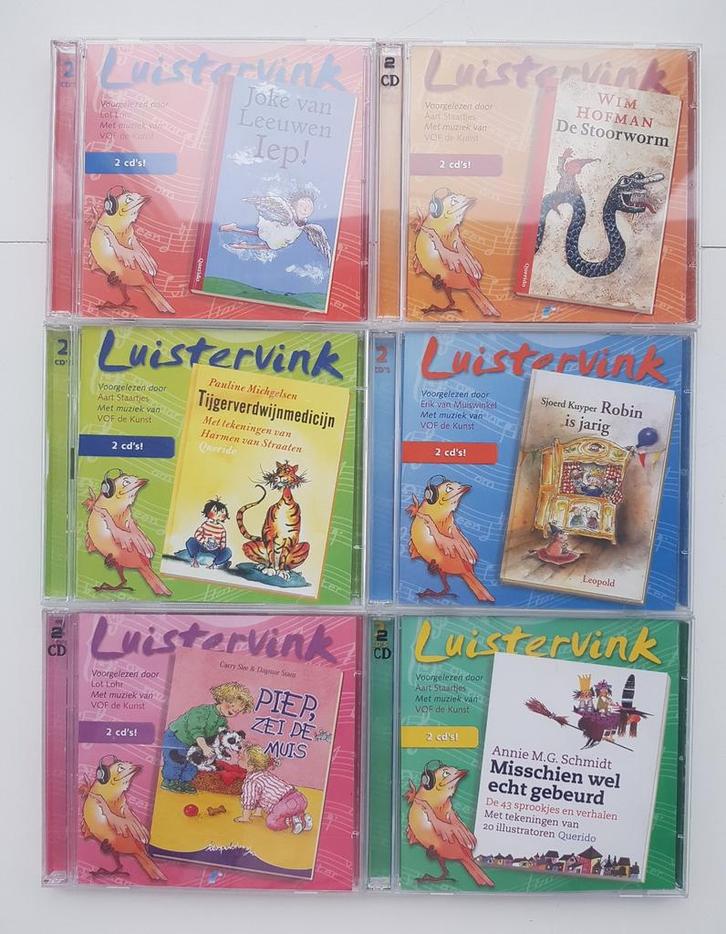 2
CD's
Luistervink
Voorgelezen door
Lot Lohr
Met muziek van
VOF de Kunst
2 cd's!
Joke van
Leeuwen
Iep!
Querido
2
CD
Luistervink
Voorgelezen door
Aart Staartjes
Met muziek van
VOF de Kunst
2 cd's!
WIM
HOFMAN
De Stoorworm
Querido
2
CD's
Luistervink
Voorgelezen door
Aart Staartjes
Met muziek van
VOF de Kunst
2 cd's!
Pauline Michgelsen
Tijgerverdwijnmedicijn
Met tekeningen van
Harmen van Straaten
Querido
2
CD's
Luistervink
Voorgelezen door
Erik van Muiswinkel
Met muziek van
VOF de Kunst
2 cd's!
Sjoerd Kuyper Robin
is jarig
Leopold
2
CD
Luistervink
Voorgelezen door
Lot Lohr
Met muziek van
VOF de Kunst
2 cd's!
Carry Slee & Dagmar Stam
PIEP,
ZEI DE
MUIS
2
CD
Luistervink
Voorgelezen door
Aart Staartjes
Met muziek van
VOF de Kunst
2 cd's!
Annie M.G. Schmidt
Misschien wel
echt gebeurd
De 43 sprookjes en verhalen
Met tekeningen van
20 illustratoren Querido